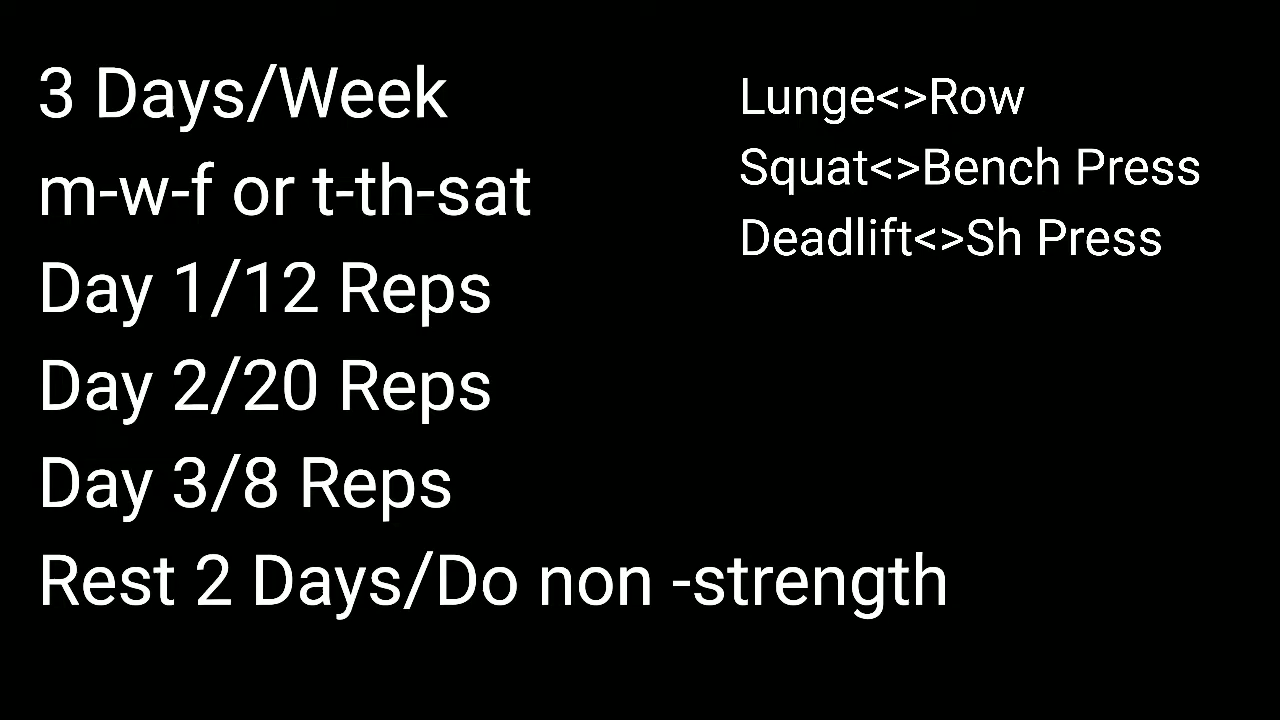 3 Days/Week
m-w-f or t-th-sat
Day 1/12 Reps
Day 2/20 Reps
Day 3/8 Reps
Rest 2 Days/Do non -strength
Lunge<>Row
Squat<>Bench Press
Deadlift<>Sh Press